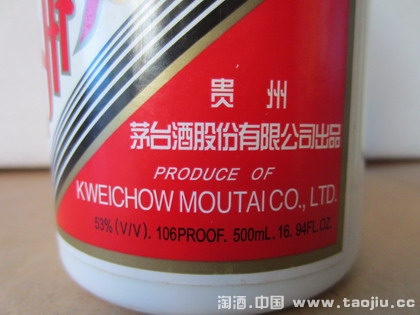 贵 州
茅台酒股份有限公司出品
PRODUCE OF
KWEICHOW MOUTAI CO., LTD.
53% (V/V). 106PROOF. 500mL. 16. 94FL.OZ.
淘酒.中国 www.taojiu.cc